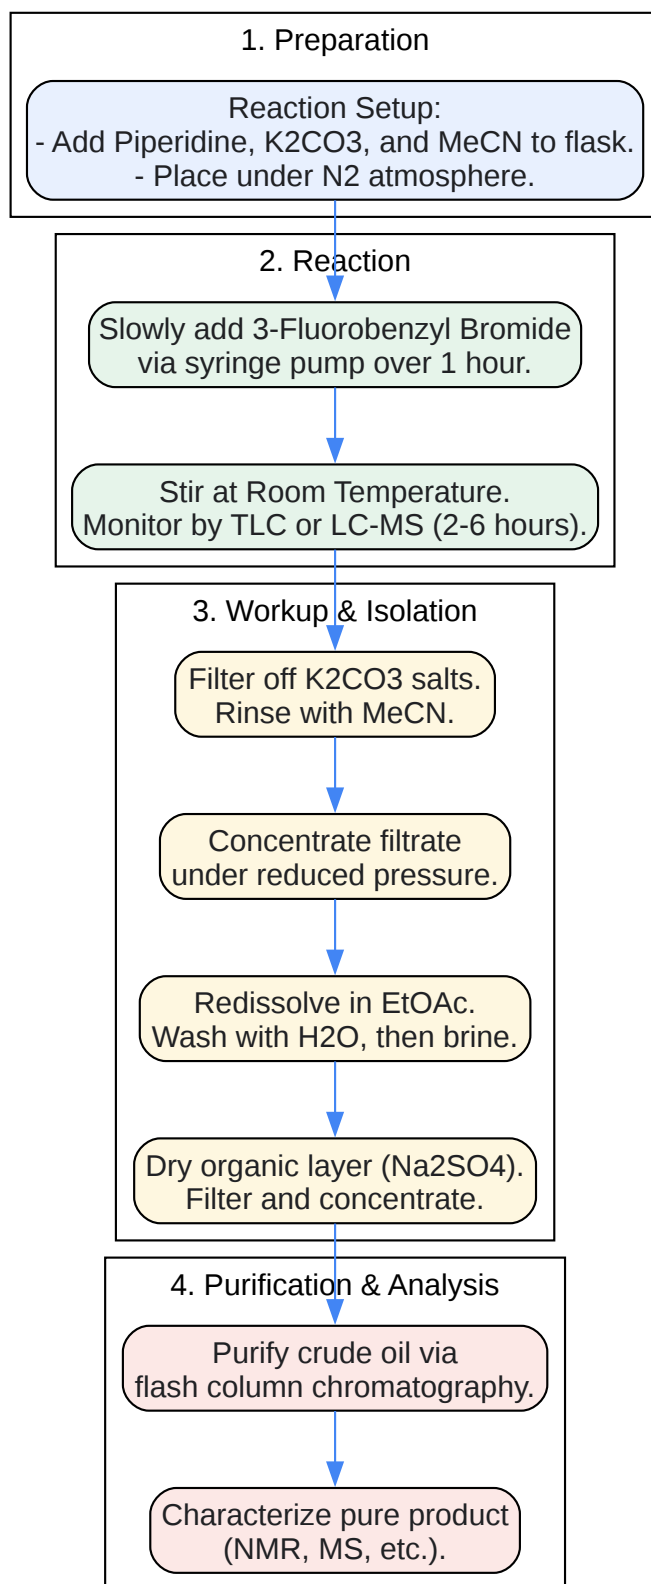 1. Preparation
Reaction Setup:
- Add Piperidine, K2CO3, and MeCN to flask.
- Place under N2 atmosphere.
2. Reaction
Slowly add 3-Fluorobenzyl Bromide
via syringe pump over 1 hour.
Stir at Room Temperature.
Monitor by TLC or LC-MS (2-6 hours).
3. Workup & Isolation
Filter off K2CO3 salts.
Rinse with MeCN.
Concentrate filtrate
under reduced pressure.
Redissolve in EtOAc.
Wash with H2O, then brine.
Dry organic layer (Na2SO4).
Filter and concentrate.
4. Purification & Analysis
Purify crude oil via
flash column chromatography.
Characterize pure product
(NMR, MS, etc.).